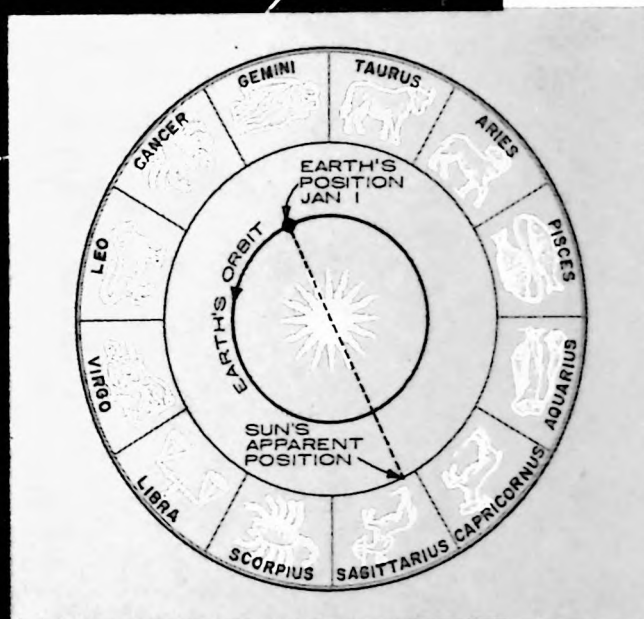 GEMINI
TAURUS
CANCER
ARIES
LEO
PISCES
VIRGO
AQUARIUS
LIBRA
CAPRICORNUS
SCORPIUS
SAGITTARIUS
EARTH'S
POSITION
JAN 1
EARTH'S ORBIT
SUN'S
APPARENT
POSITION